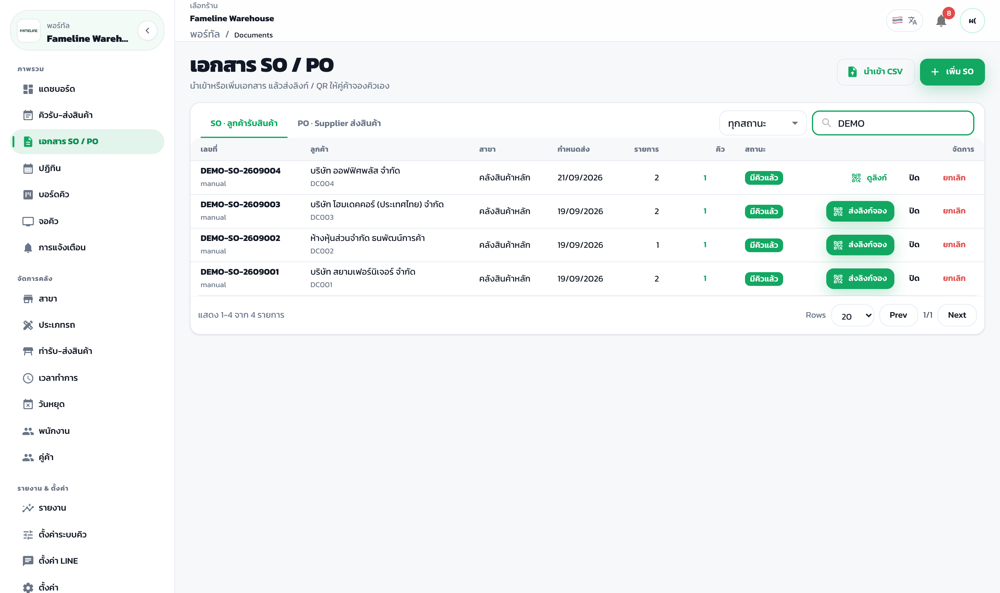 FAMELINE
พอร์ทัล
Fameline Wareh...
ภาพรวม
แดชบอร์ด
คิวรับ-ส่งสินค้า
เอกสาร SO / PO
ปฏิทิน
บอร์ดคิว
จอคิว
การแจ้งเตือน
จัดการคลัง
สาขา
ประเภทรถ
ท่ารับ-ส่งสินค้า
เวลาทำการ
วันหยุด
พนักงาน
คู่ค้า
รายงาน & ตั้งค่า
รายงาน
ตั้งค่าระบบคิว
ตั้งค่า LINE
ตั้งค่า
เลือกร้าน
Fameline Warehouse
พอร์ทัล / Documents
8
ผ(
เอกสาร SO / PO
นำเข้าหรือเพิ่มเอกสาร แล้วส่งลิงก์ / QR ให้คู่ค้าจองคิวเอง
นำเข้า CSV
+ เพิ่ม SO
SO · ลูกค้ารับสินค้า PO · Supplier ส่งสินค้า ทุกสถานะ DEMO
เลขที่ ลูกค้า สาขา กำหนดส่ง รายการ คิว สถานะ จัดการ
DEMO-SO-2609004 บริษัท ออฟฟิศพลัส จำกัด คลังสินค้าหลัก 21/09/2026 2 1 มีคิวแล้ว ดูลิงก์ ปิด ยกเลิก
manual DC004
DEMO-SO-2609003 บริษัท โฮมเดคคอร์ (ประเทศไทย) จำกัด คลังสินค้าหลัก 19/09/2026 2 1 มีคิวแล้ว ส่งลิงก์จอง ปิด ยกเลิก
manual DC003
DEMO-SO-2609002 ห้างหุ้นส่วนจำกัด ธนพัฒน์การค้า คลังสินค้าหลัก 19/09/2026 1 1 มีคิวแล้ว ส่งลิงก์จอง ปิด ยกเลิก
manual DC002
DEMO-SO-2609001 บริษัท สยามเฟอร์นิเจอร์ จำกัด คลังสินค้าหลัก 19/09/2026 2 1 มีคิวแล้ว ส่งลิงก์จอง ปิด ยกเลิก
manual DC001
แสดง 1-4 จาก 4 รายการ Rows 20 Prev 1/1 Next